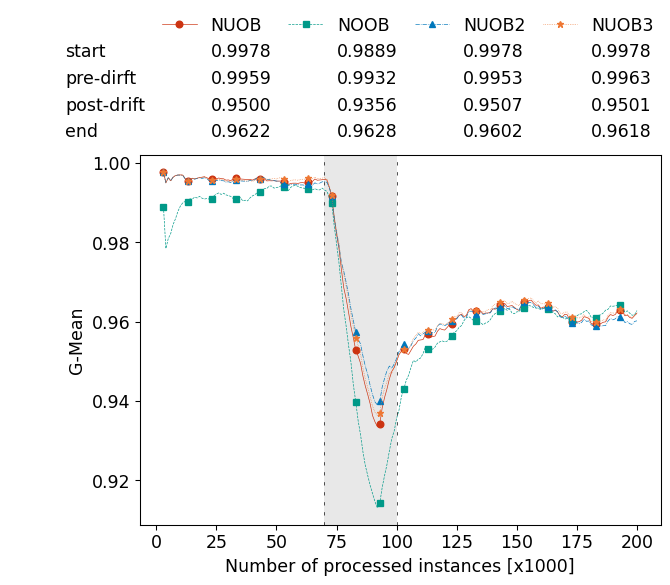 NUOB NOOB NUOB2 NUOB3
start 0.9978 0.9889 0.9978 0.9978
pre-dirft 0.9959 0.9932 0.9953 0.9963
post-drift 0.9500 0.9356 0.9507 0.9501
end 0.9622 0.9628 0.9602 0.9618
1.00
0.98
0.96
0.94
0.92
G-Mean
0 25 50 75 100 125 150 175 200
Number of processed instances [x1000]